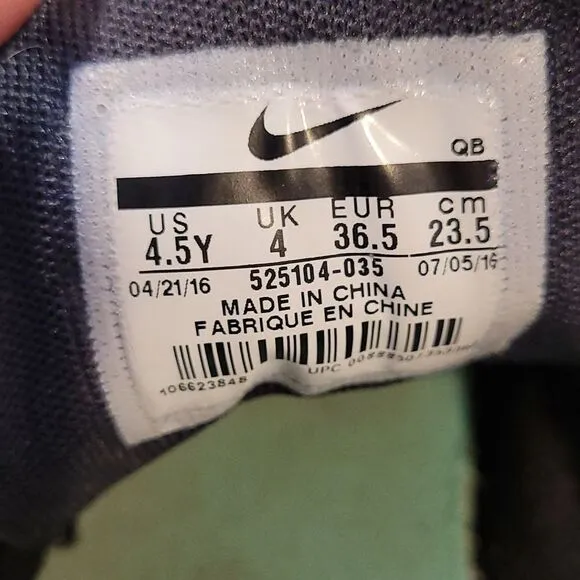 QB
US UK EUR cm
4.5Y 4 36.5 23.5
04/21/16 525104-035 07/05/16
MADE IN CHINA
FABRIQUE EN CHINE
UPC